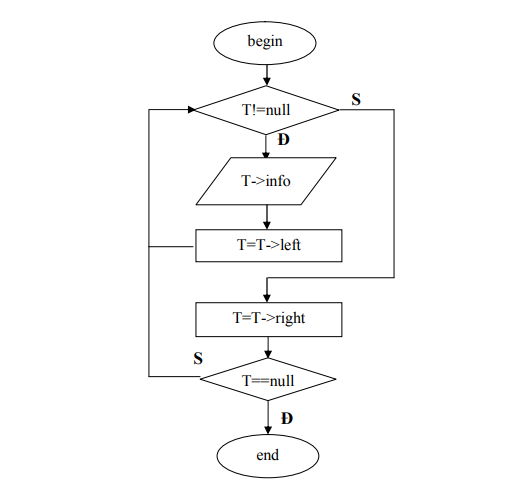 begin
T!=null
S
Đ
T->info
T=T->left
T=T->right
S
T==null
Đ
end